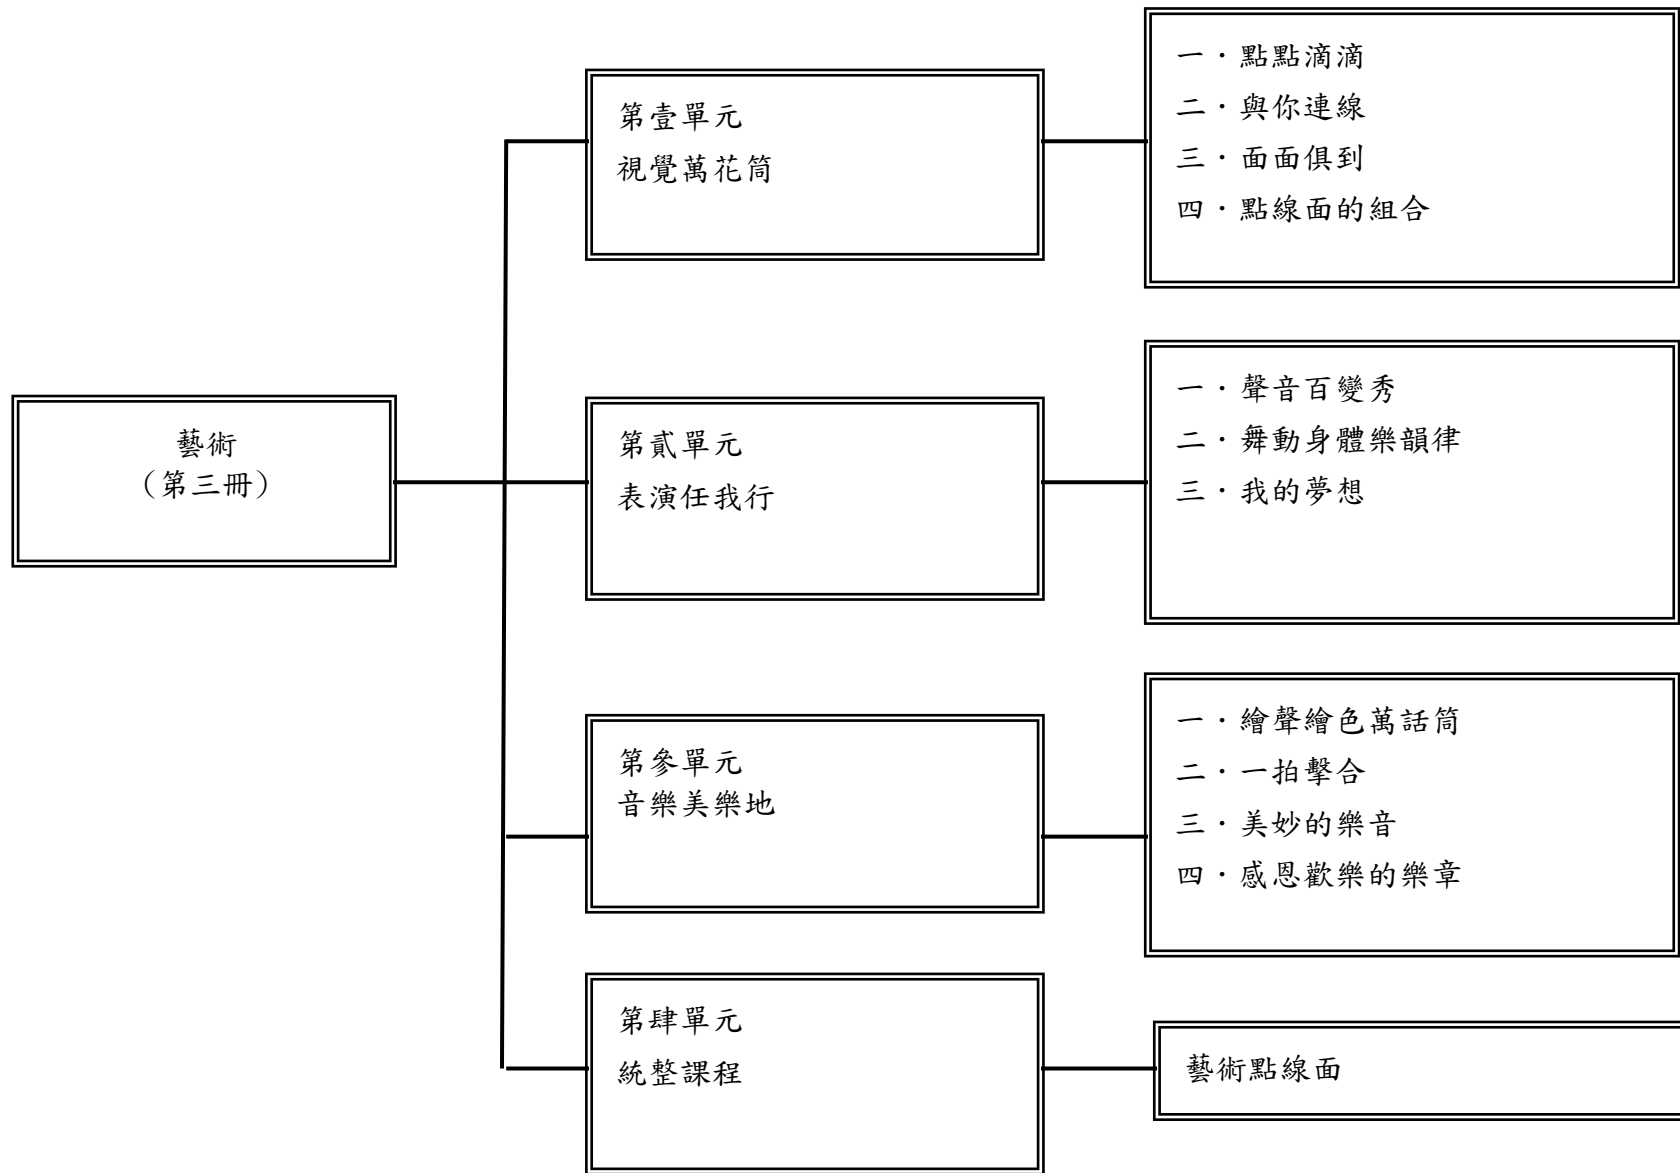 藝術
（第三冊）
第壹單元
視覺萬花筒
一．點點滴滴
二．與你連線
三．面面俱到
四．點線面的組合
第貳單元
表演任我行
一．聲音百變秀
二．舞動身體樂韻律
三．我的夢想
第參單元
音樂美樂地
一．繪聲繪色萬話筒
二．一拍擊合
三．美妙的樂音
四．感恩歡樂的樂章
第肆單元
統整課程
藝術點線面